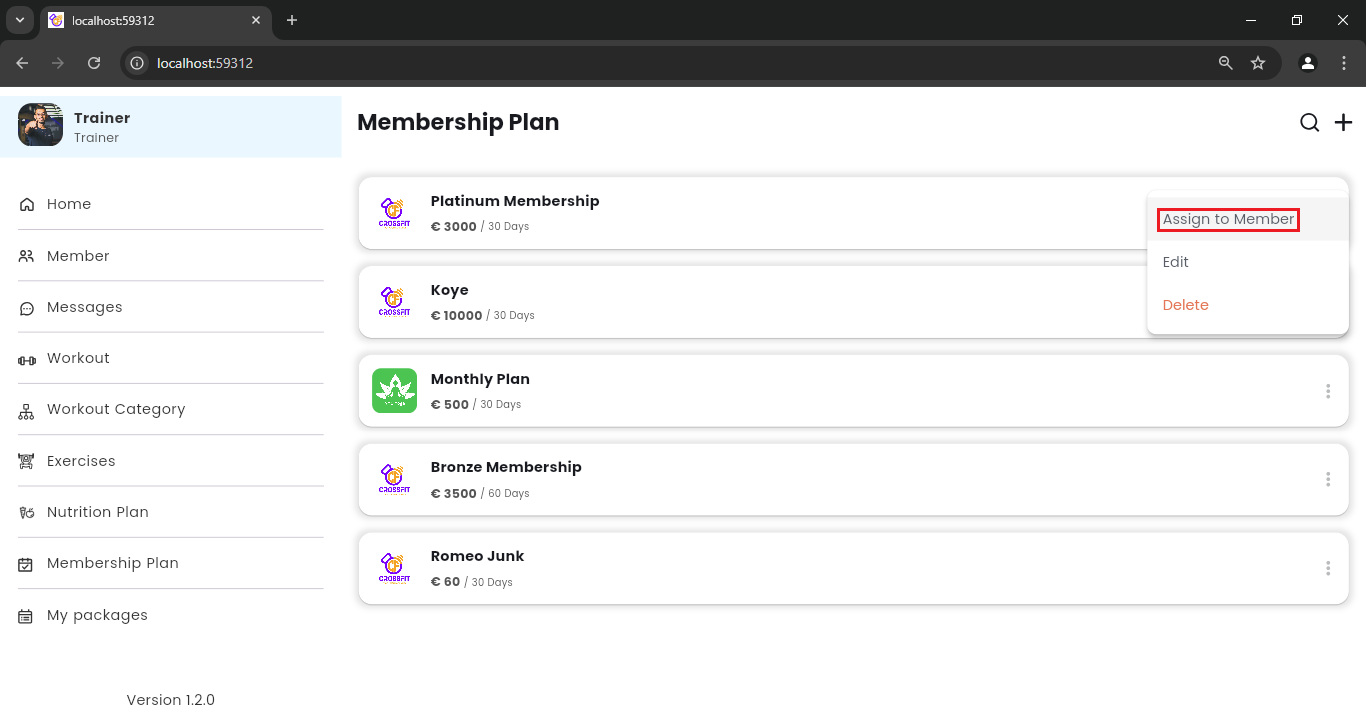 localhost:59312
localhost:59312
Trainer
Trainer
Membership Plan
Home
Member
Messages
Workout
Workout Category
Exercises
Nutrition Plan
Membership Plan
My packages
Version 1.2.0
Platinum Membership
€ 3000 / 30 Days
CROSSFIT
Assign to Member
Edit
Delete
Koye
€ 10000 / 30 Days
CROSSFIT
Monthly Plan
€ 500 / 30 Days
Bronze Membership
€ 3500 / 60 Days
CROSSFIT
Romeo Junk
€ 60 / 30 Days
CROSSFIT